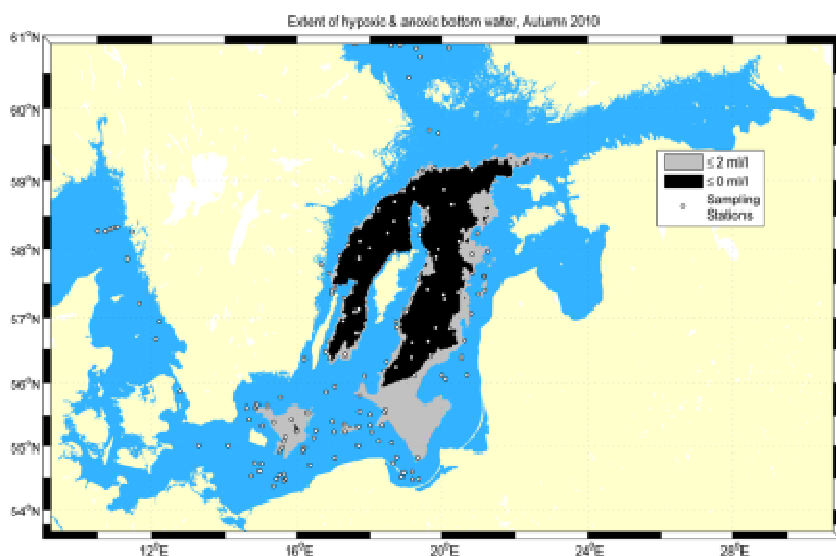 Extent of hypoxic & anoxic bottom water, Autumn 2010
61°N
60°N
59°N
58°N
57°N
56°N
55°N
54°N
≤ 2 ml/l
≤ 0 ml/l
Sampling
Stations
12°E
16°E
20°E
24°E
28°E